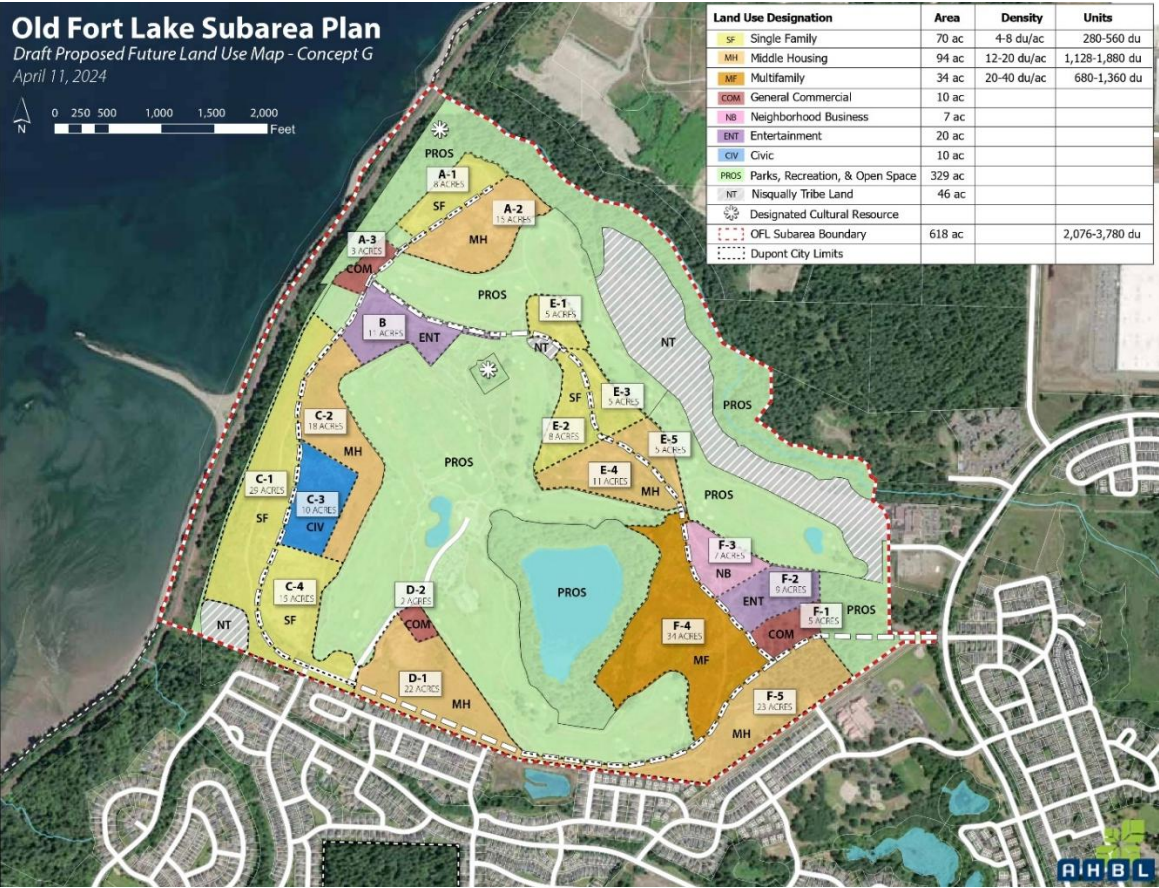 Old Fort Lake Subarea Plan
Draft Proposed Future Land Use Map - Concept G
April 11, 2024
N
0 250 500 1,000 1,500 2,000
Feet
Land Use Designation Area Density Units
SF Single Family 70 ac 4-8 du/ac 280-560 du
MH Middle Housing 94 ac 12-20 du/ac 1,128-1,880 du
MF Multifamily 34 ac 20-40 du/ac 680-1,360 du
COM General Commercial 10 ac
NB Neighborhood Business 7 ac
ENT Entertainment 20 ac
CIV Civic 10 ac
PROS Parks, Recreation, & Open Space 329 ac
NT Nisqually Tribe Land 46 ac
Designated Cultural Resource
OFL Subarea Boundary 618 ac 2,076-3,780 du
Dupont City Limits
PROS
A-1
8 ACRES
SF
A-2
15 ACRES
MH
A-3
3 ACRES
COM
PROS
B
11 ACRES
ENT
E-1
5 ACRES
NT
NT
SF
E-3
5 ACRES
PROS
E-2
8 ACRES
E-5
5 ACRES
C-2
18 ACRES
MH
PROS
E-4
11 ACRES
MH
PROS
C-1
29 ACRES
SF
C-3
10 ACRES
CIV
F-3
7 ACRES
NB
F-2
9 ACRES
ENT
PROS
C-4
15 ACRES
SF
D-2
2 ACRES
COM
PROS
F-1
5 ACRES
COM
NT
F-4
34 ACRES
MF
D-1
22 ACRES
MH
F-5
23 ACRES
MH
AHBL